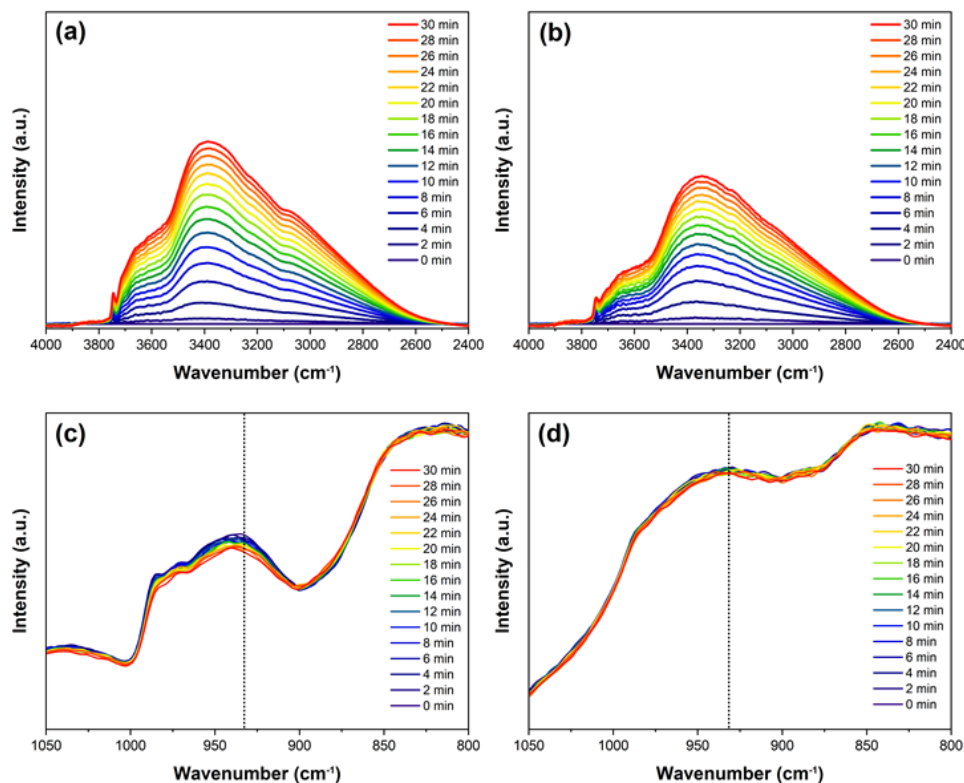 (a)
30 min
28 min
26 min
24 min
22 min
20 min
18 min
16 min
14 min
12 min
10 min
8 min
6 min
4 min
2 min
0 min
Intensity (a.u.)
4000 3800 3600 3400 3200 3000 2800 2600 2400
Wavenumber (cm⁻¹)
(b)
30 min
28 min
26 min
24 min
22 min
20 min
18 min
16 min
14 min
12 min
10 min
8 min
6 min
4 min
2 min
0 min
Intensity (a.u.)
4000 3800 3600 3400 3200 3000 2800 2600 2400
Wavenumber (cm⁻¹)
(c)
30 min
28 min
26 min
24 min
22 min
20 min
18 min
16 min
14 min
12 min
10 min
8 min
6 min
4 min
2 min
0 min
Intensity (a.u.)
1050 1000 950 900 850 800
Wavenumber (cm⁻¹)
(d)
30 min
28 min
26 min
24 min
22 min
20 min
18 min
16 min
14 min
12 min
10 min
8 min
6 min
4 min
2 min
0 min
Intensity (a.u.)
1050 1000 950 900 850 800
Wavenumber (cm⁻¹)